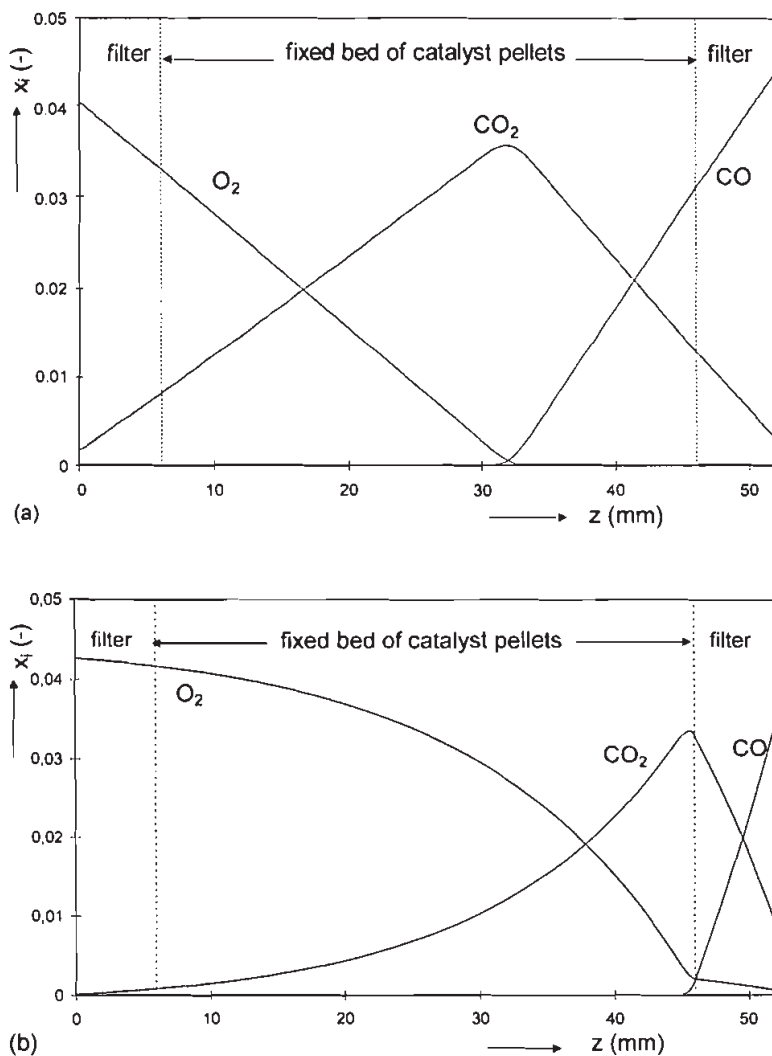 0.05
xᵢ (-)
filter
fixed bed of catalyst pellets
filter
0.04
CO₂
0.03
O₂
CO
0.02
0.01
0
0 10 20 30 40 50
(a)
z (mm)
0,05
xᵢ (-)
filter
fixed bed of catalyst pellets
filter
0,04
O₂
0,03
CO₂
CO
0,02
0,01
0
0 10 20 30 40 50
(b)
z (mm)